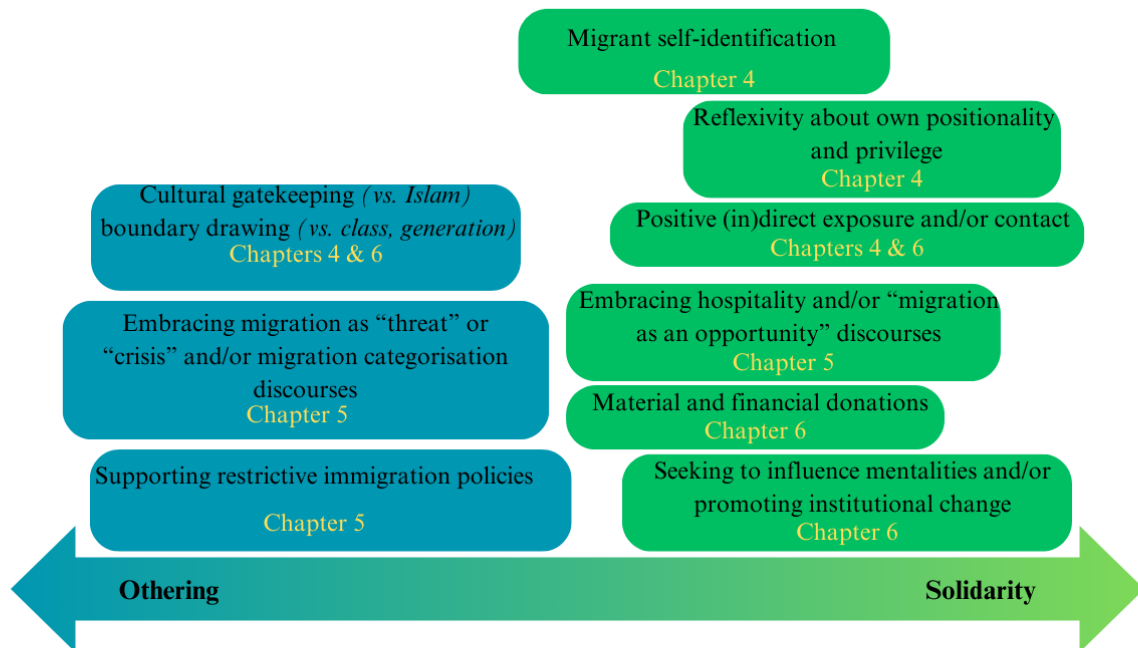 Migrant self-identification
Chapter 4
Reflexivity about own positionality
and privilege
Chapter 4
Cultural gatekeeping (vs. Islam)
boundary drawing (vs. class, generation)
Chapters 4 & 6
Positive (in)direct exposure and/or contact
Chapters 4 & 6
Embracing migration as “threat” or
“crisis” and/or migration categorisation
discourses
Chapter 5
Embracing hospitality and/or “migration
as an opportunity” discourses
Chapter 5
Material and financial donations
Chapter 6
Supporting restrictive immigration policies
Chapter 5
Seeking to influence mentalities and/or
promoting institutional change
Chapter 6
Othering
Solidarity